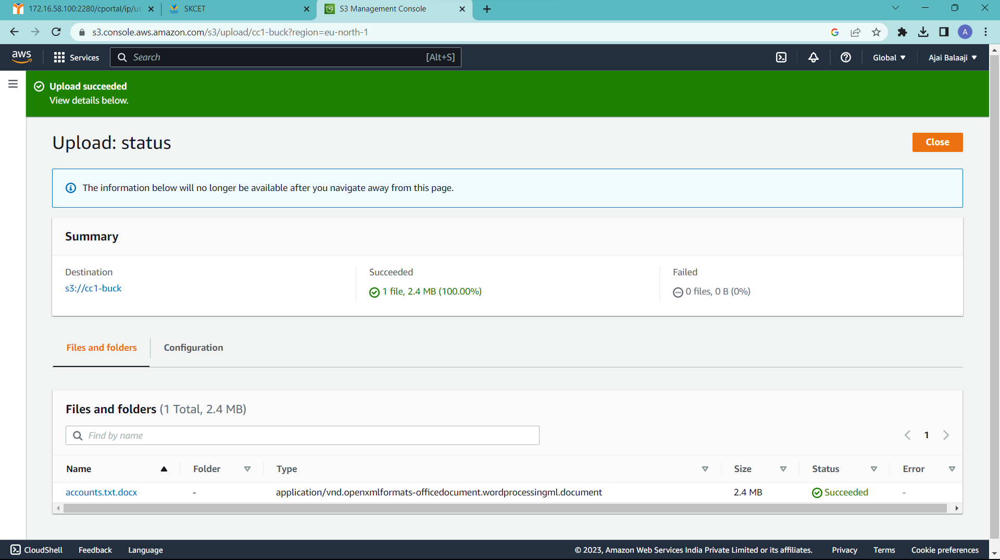 172.16.58.100:2280/cportal/ip/us
SKCET
S3 Management Console
s3.console.aws.amazon.com/s3/upload/cc1-buck?region=eu-north-1
A
aws
Services
Search
[Alt+S]
Global
Ajai Balaaji
Upload succeeded
View details below.
Upload: status
Close
The information below will no longer be available after you navigate away from this page.
Summary
Destination
s3://cc1-buck
Succeeded
1 file, 2.4 MB (100.00%)
Failed
0 files, 0 B (0%)
Files and folders
Configuration
Files and folders (1 Total, 2.4 MB)
Find by name
1
Name
Folder
Type
Size
Status
Error
accounts.txt.docx
-
application/vnd.openxmlformats-officedocument.wordprocessingml.document
2.4 MB
Succeeded
-
CloudShell
Feedback
Language
© 2023, Amazon Web Services India Private Limited or its affiliates.
Privacy
Terms
Cookie preferences